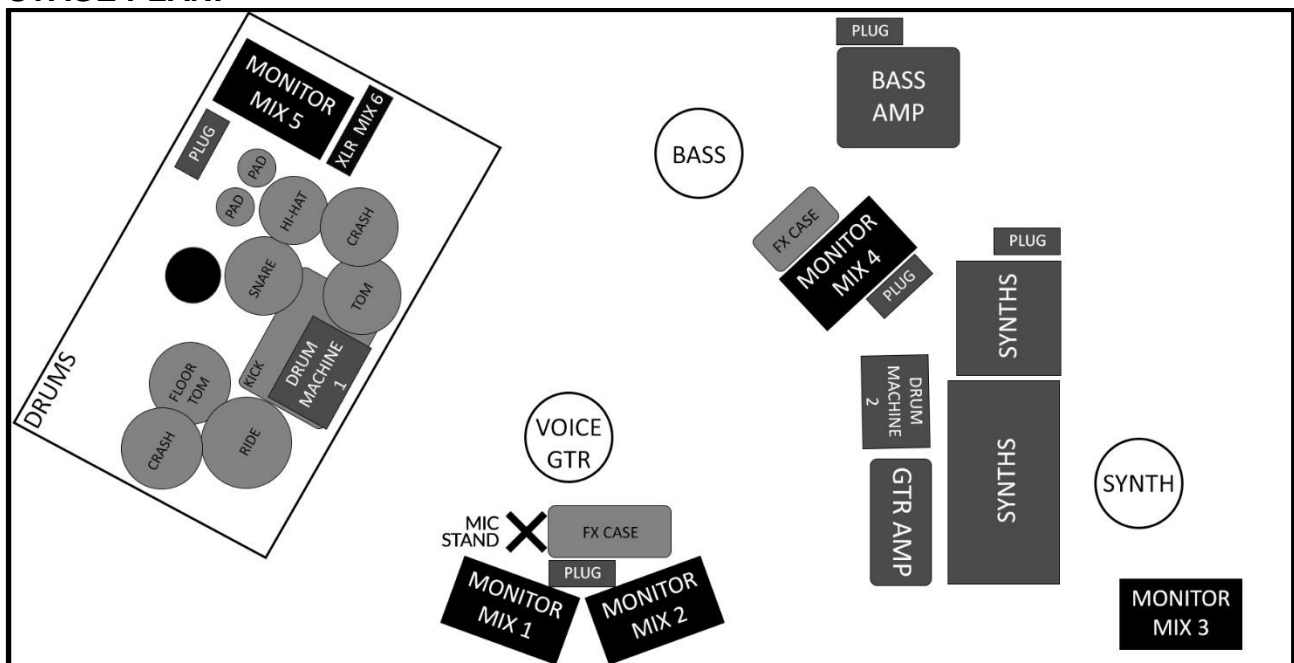 MONITOR
MIX 5
XLR MIX 6
PLUG
PAD
PAD
HI-HAT
CRASH
SNARE
TOM
KICK
DRUM
MACHINE
1
FLOOR
TOM
CRASH
RIDE
DRUMS
PLUG
BASS
AMP
BASS
FX CASE
MONITOR
MIX 4
PLUG
PLUG
SYNTHS
DRUM
MACHINE
2
GTR AMP
SYNTHS
SYNTH
MONITOR
MIX 3
VOICE
GTR
MIC
STAND
FX CASE
PLUG
MONITOR
MIX 1
MONITOR
MIX 2